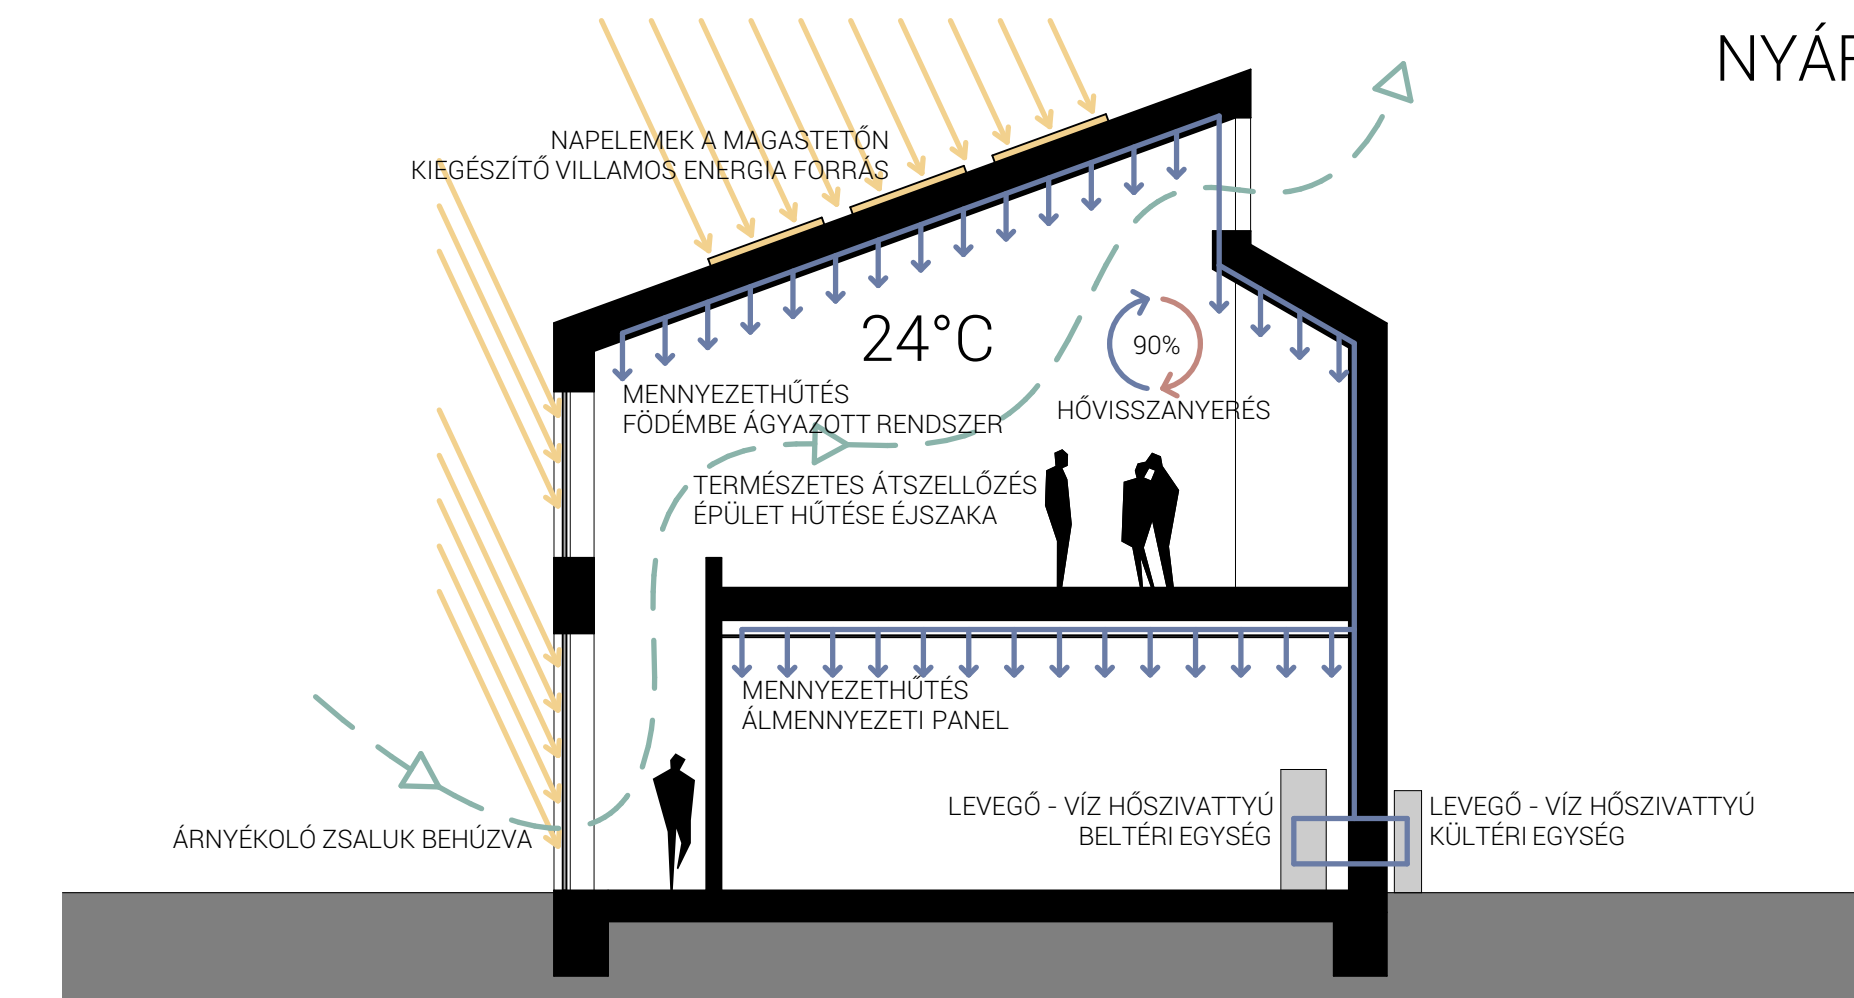 NYÁR
NAPELEMEK A MAGASTETŐN
KIEGÉSZÍTŐ VILLAMOS ENERGIA FORRÁS
24°C
90%
MENNYEZETHŰTÉS
FÖDÉMBE ÁGYAZOTT RENDSZER
HŐVISSZANYERÉS
TERMÉSZETES ÁTSZELLŐZÉS
ÉPÜLET HŰTÉSE ÉJSZAKA
MENNYEZETHŰTÉS
ÁLMENNYEZETI PANEL
LEVEGŐ - VÍZ HŐSZIVATTYÚ
BELTÉRI EGYSÉG
LEVEGŐ - VÍZ HŐSZIVATTYÚ
KÜLTÉRI EGYSÉG
ÁRNYÉKOLÓ ZSALUK BEHÚZVA